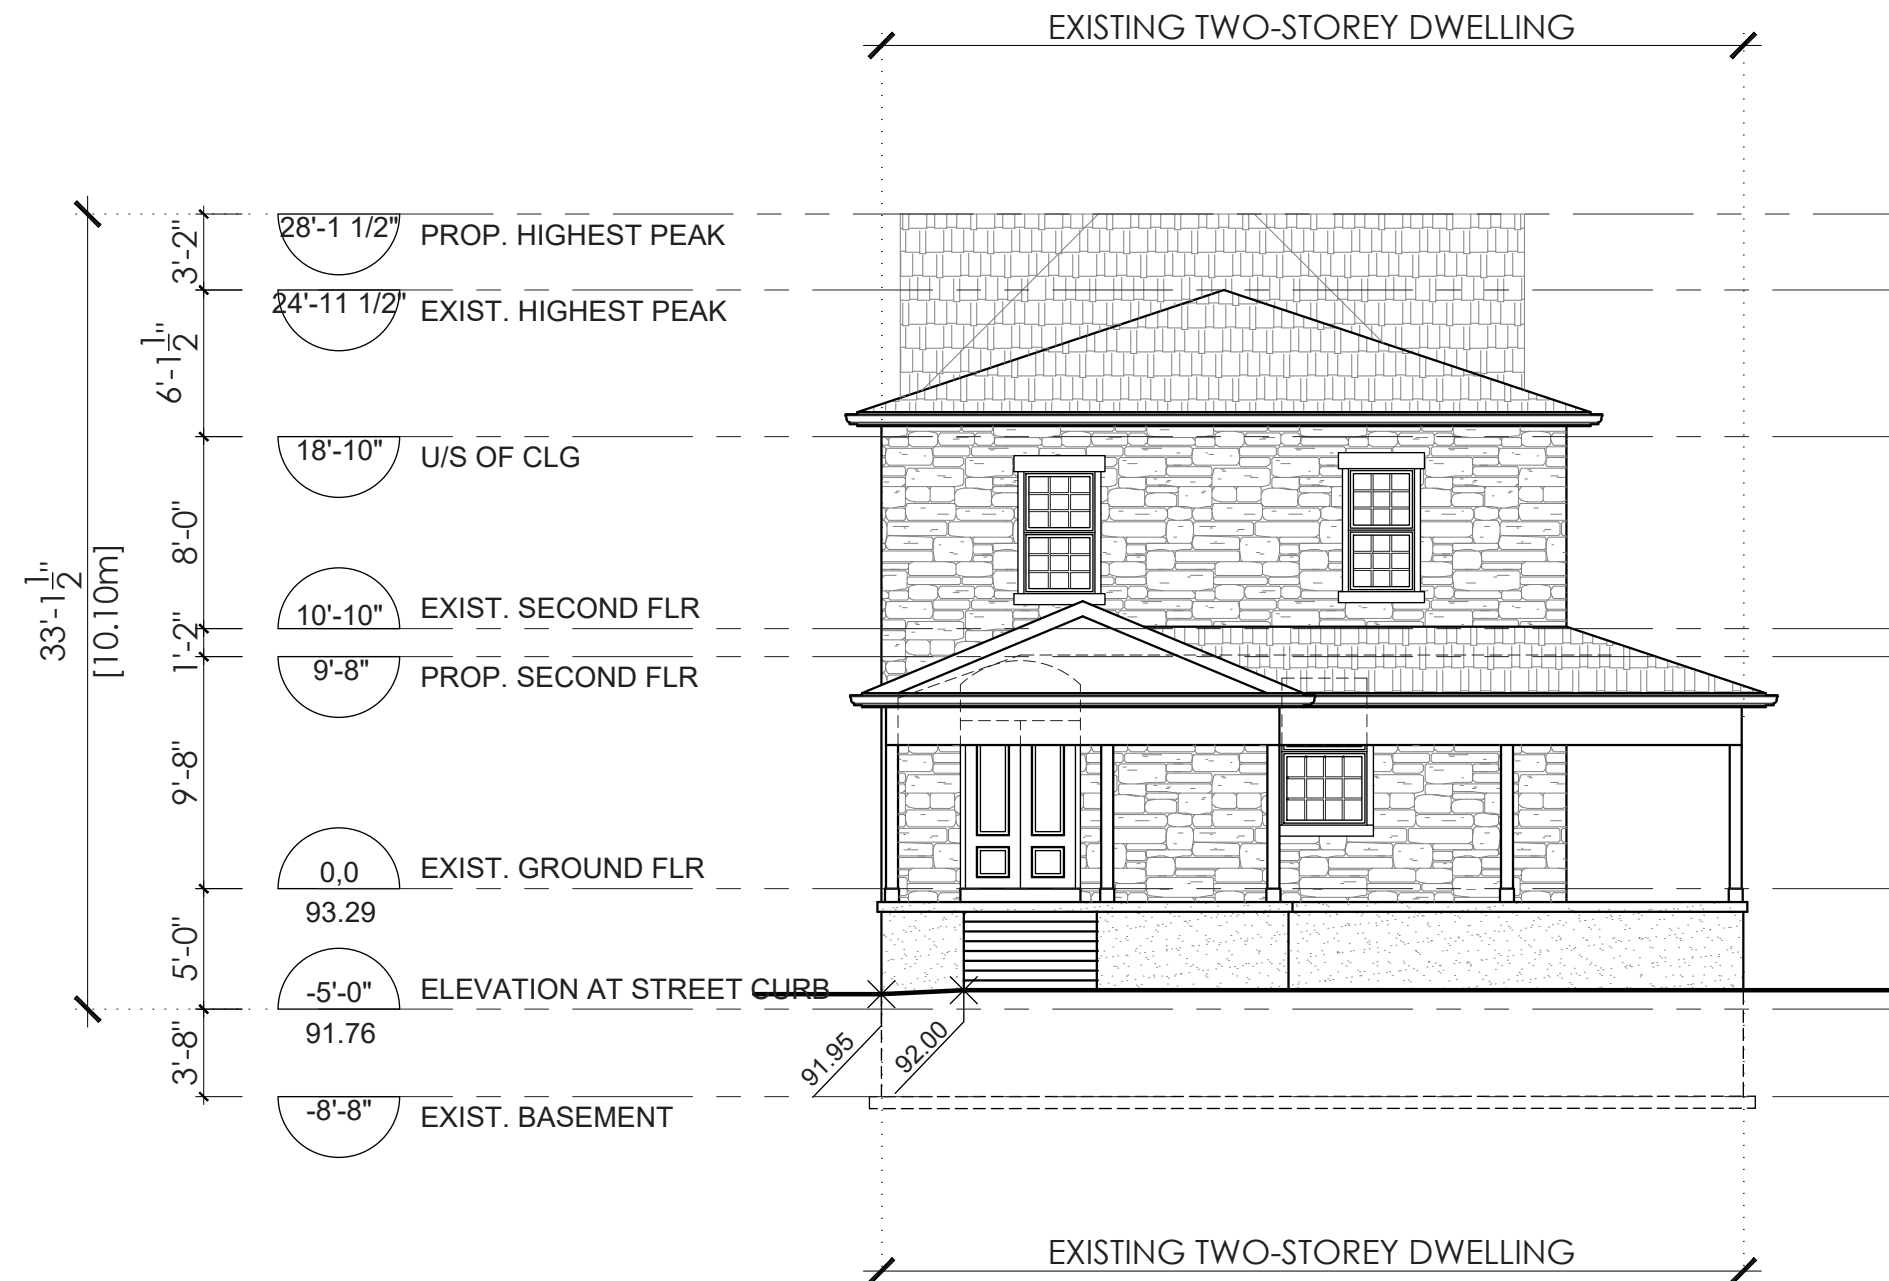 EXISTING TWO-STOREY DWELLING
3'-2"
28'-1 1/2"
PROP. HIGHEST PEAK
24'-11 1/2"
EXIST. HIGHEST PEAK
6'-1 1/2"
18'-10"
U/S OF CLG
8'-0"
33'-1 1/2"
[10.10m]
10'-10"
EXIST. SECOND FLR
1'-2"
9'-8"
PROP. SECOND FLR
9'-8"
0,0
EXIST. GROUND FLR
93.29
5'-0"
-5'-0"
ELEVATION AT STREET CURB
91.76
91.95
92.00
3'-8"
-8'-8"
EXIST. BASEMENT
EXISTING TWO-STOREY DWELLING